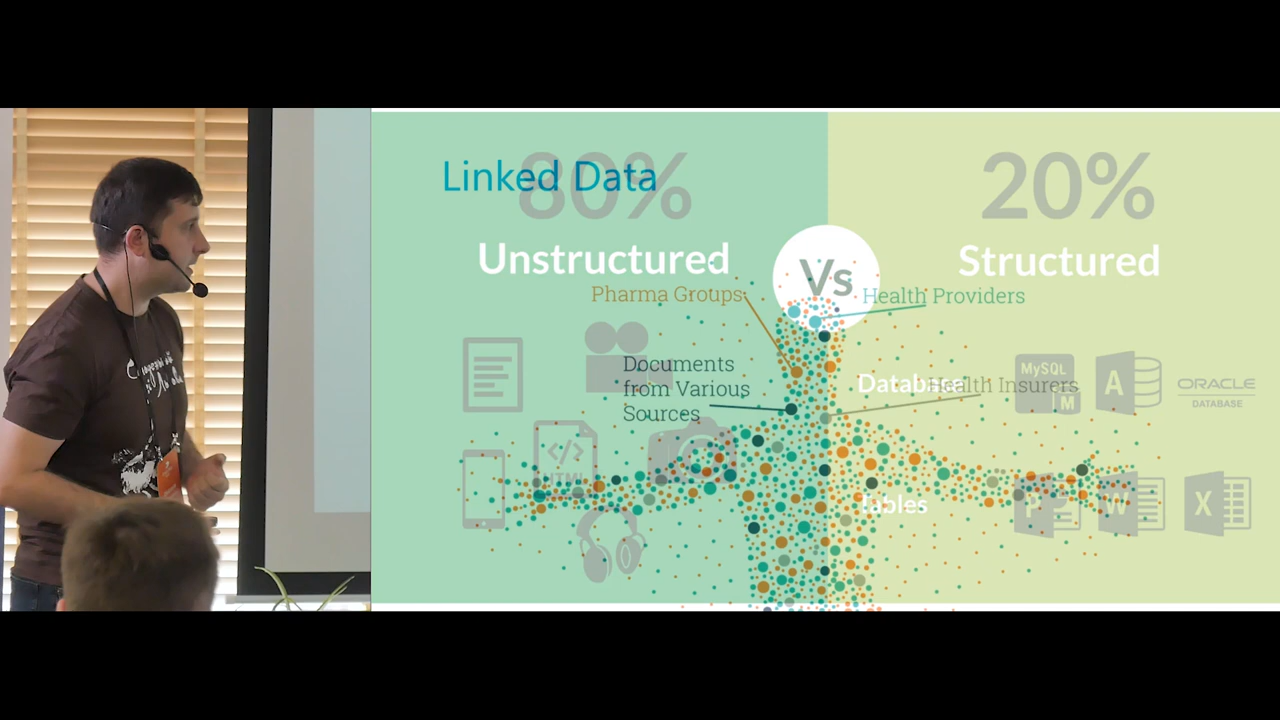 Linked Data
80%
20%
Unstructured
Vs
Structured
Pharma Groups
Health Providers
Documents
from Various
Sources
Database
Health Insurers
MySQL
M
A
ORACLE
DATABASE
HTML
Tables
P
W
X